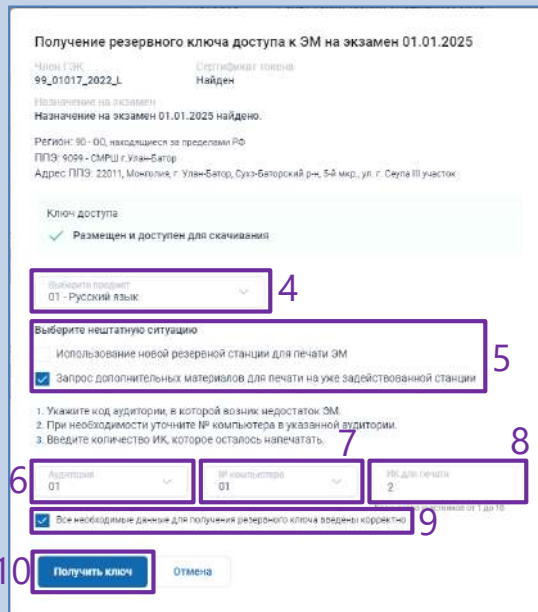 Получение резервного ключа доступа к ЭМ на экзамен 01.01.2025
Член ГЭК
Сертификат токена
99_01017_2022_L
Найден
Назначение на экзамен
Назначение на экзамен 01.01.2025 найдено.
Регион: 90 - ОО, находящиеся за пределами РФ
ППЭ: 9099 - СМРШ г.Улан-Батор
Адрес ППЭ: 22011, Монголия, г. Улан-Батор, Сухэ-Баторский р-н, 5-й мкр., ул. г. Сеула III участок
Ключ доступа
Размещен и доступен для скачивания
Выберите предмет
01 - Русский язык
4
Выберите нештатную ситуацию
Использование новой резервной станции для печати ЭМ
5
Запрос дополнительных материалов для печати на уже задействованной станции
1. Укажите код аудитории, в которой возник недостаток ЭМ.
2. При необходимости уточните № компьютера в указанной аудитории.
3. Введите количество ИК, которое осталось напечатать.
7
8
6
Аудитория
01
№ компьютера
01
ИК для печати
2
участников от 1 до 10
Все необходимые данные для получения резервного ключа введены корректно
9
10
Получить ключ
Отмена